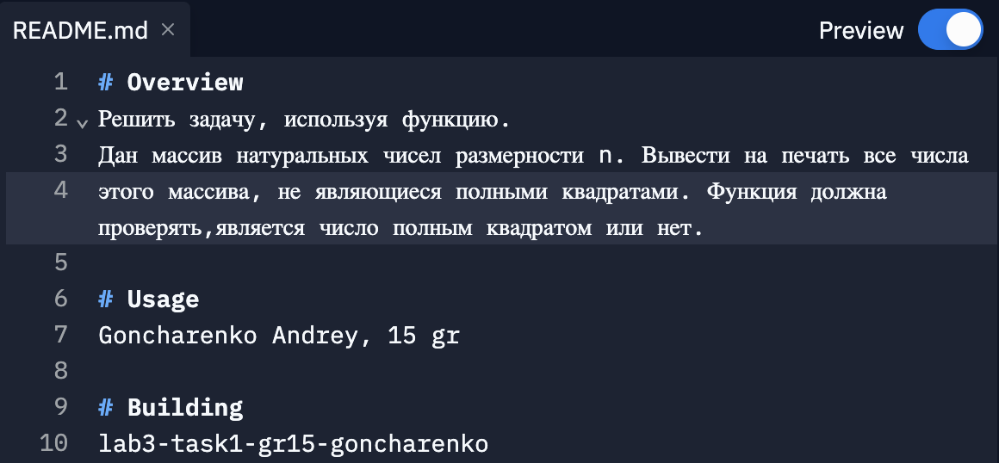 README.md ×
Preview
1 # Overview
2 Решить задачу, используя функцию.
3 Дан массив натуральных чисел размерности n. Вывести на печать все числа
4 этого массива, не являющиеся полными квадратами. Функция должна
проверять,является число полным квадратом или нет.
5
6 # Usage
7 Goncharenko Andrey, 15 gr
8
9 # Building
10 lab3-task1-gr15-goncharenko